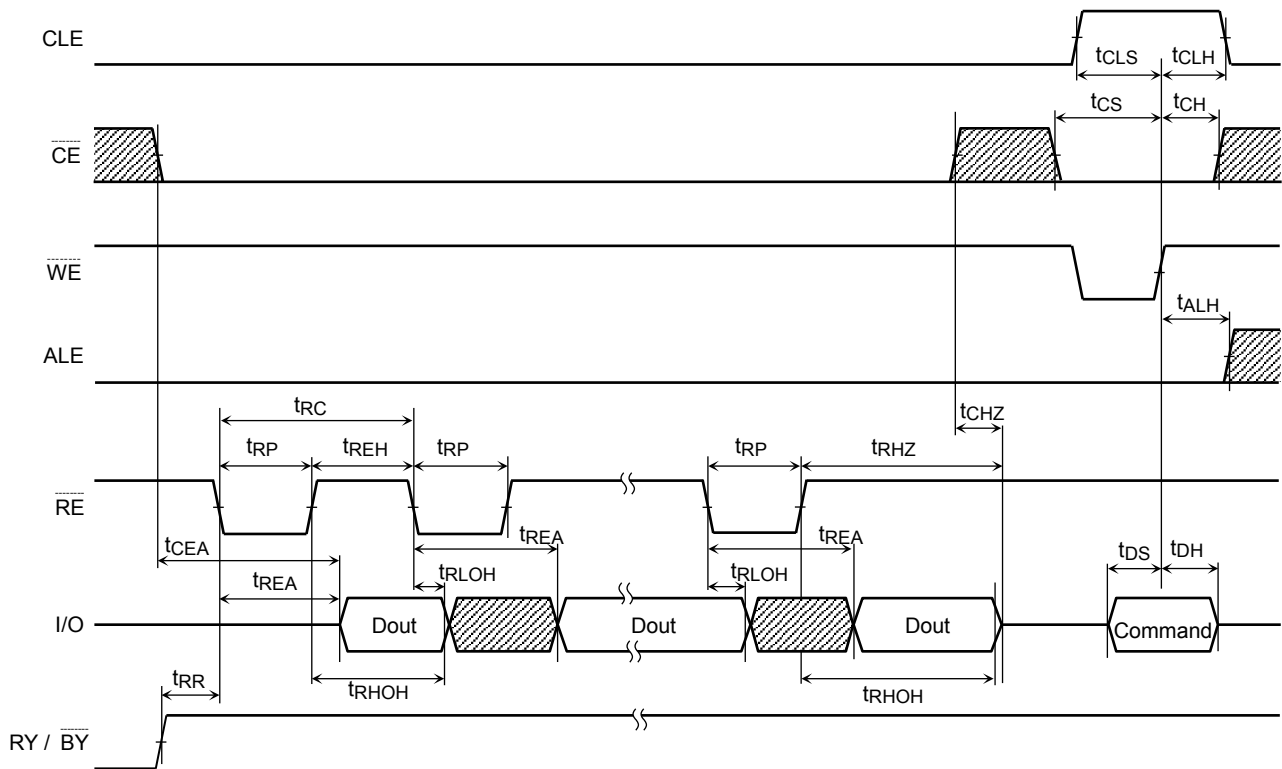 CLE
tCLS tCLH
tCS tCH
CE
WE
tALH
ALE
tRC
tCHZ
tRP tREH tRP tRP tRHZ
RE
tCEA tREA tREA
tREA tRLOH tRLOH tDS tDH
I/O Dout Dout Dout Command
tRR tRHOH tRHOH
RY / BY